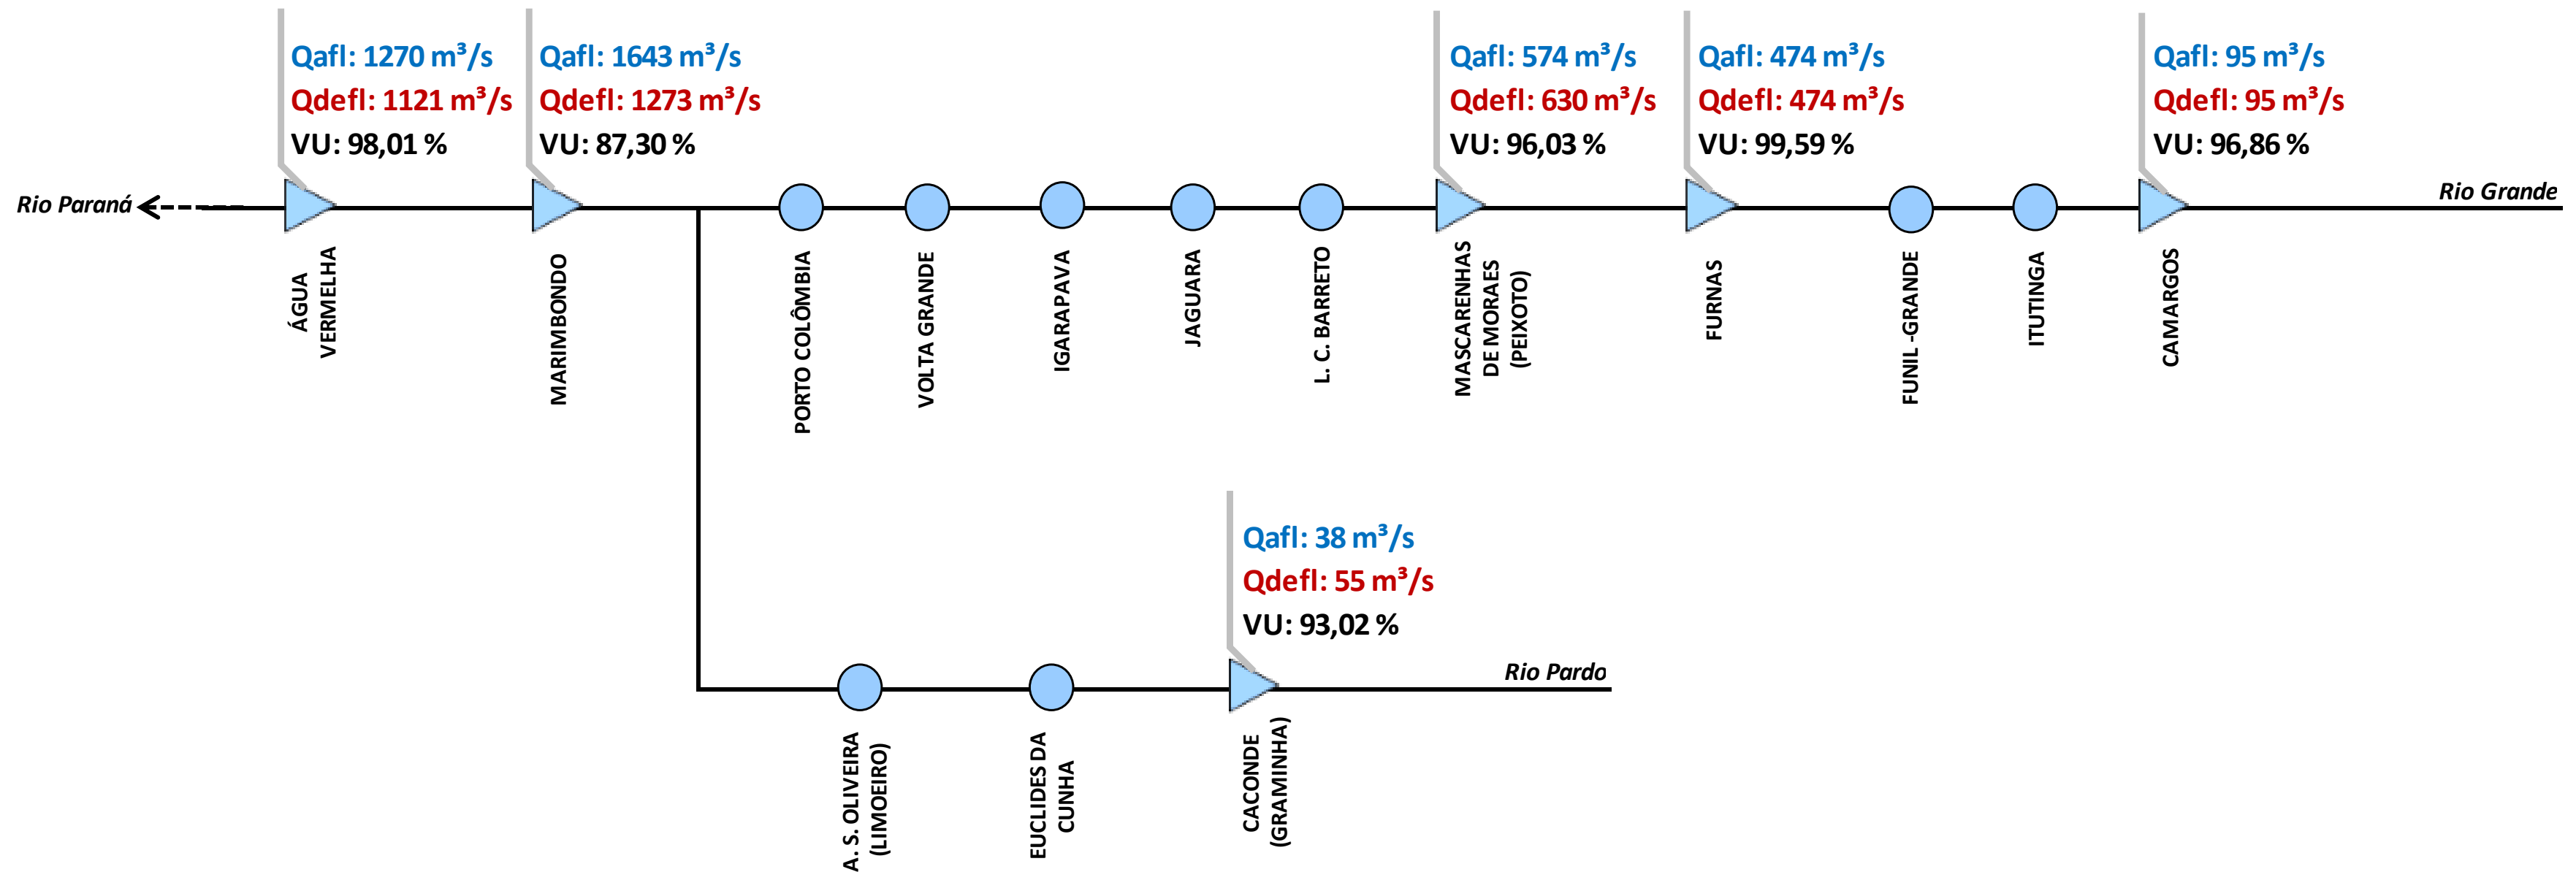 Qafl: 1270 m³/s
Qdefl: 1121 m³/s
VU: 98,01 %
Qafl: 1643 m³/s
Qdefl: 1273 m³/s
VU: 87,30 %
Qafl: 574 m³/s
Qdefl: 630 m³/s
VU: 96,03 %
Qafl: 474 m³/s
Qdefl: 474 m³/s
VU: 99,59 %
Qafl: 95 m³/s
Qdefl: 95 m³/s
VU: 96,86 %
Rio Paraná
Rio Grande
ÁGUA
VERMELHA
MARIMBONDO
PORTO COLÔMBIA
VOLTA GRANDE
IGARAPAVA
JAGUARA
L. C. BARRETO
MASCARENHAS
DE MORAES
(PEIXOTO)
FURNAS
FUNIL -GRANDE
ITUTINGA
CAMARGOS
Qafl: 38 m³/s
Qdefl: 55 m³/s
VU: 93,02 %
Rio Pardo
A. S. OLIVEIRA
(LIMOEIRO)
EUCLIDES DA
CUNHA
CACONDE
(GRAMINHA)